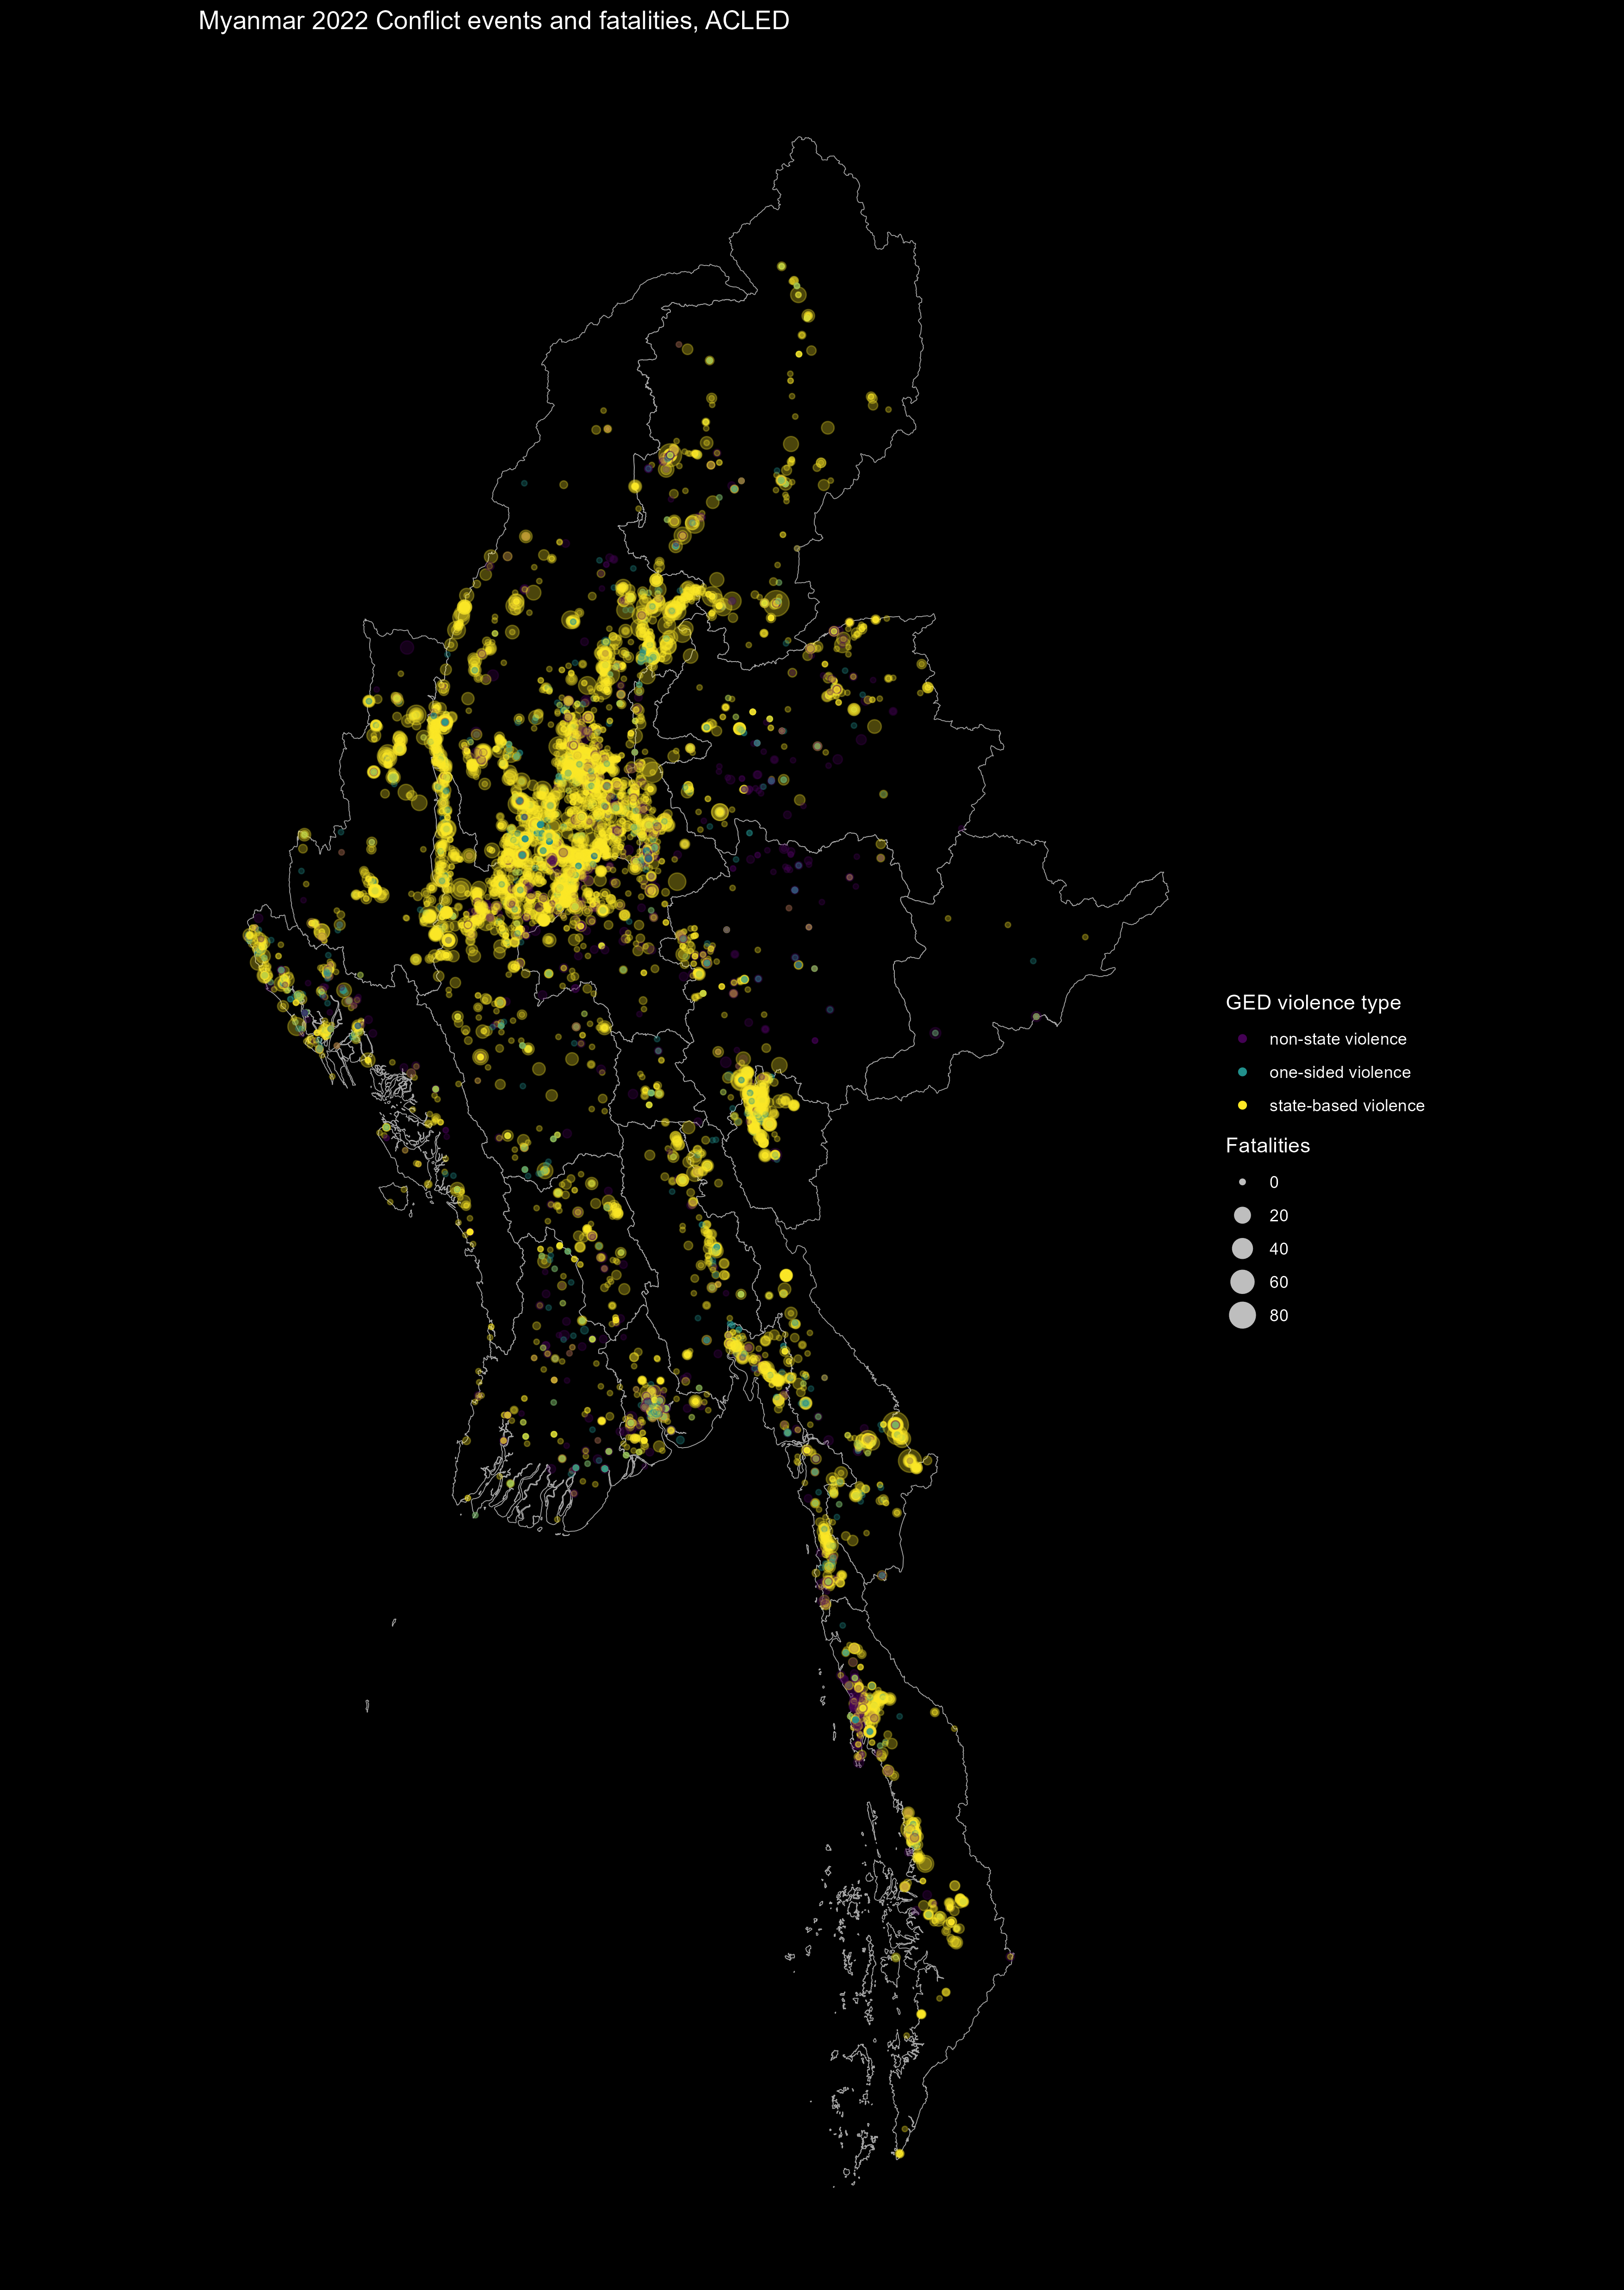 Myanmar 2022 Conflict events and fatalities, ACLED
GED violence type
non-state violence
one-sided violence
state-based violence
Fatalities
0
20
40
60
80